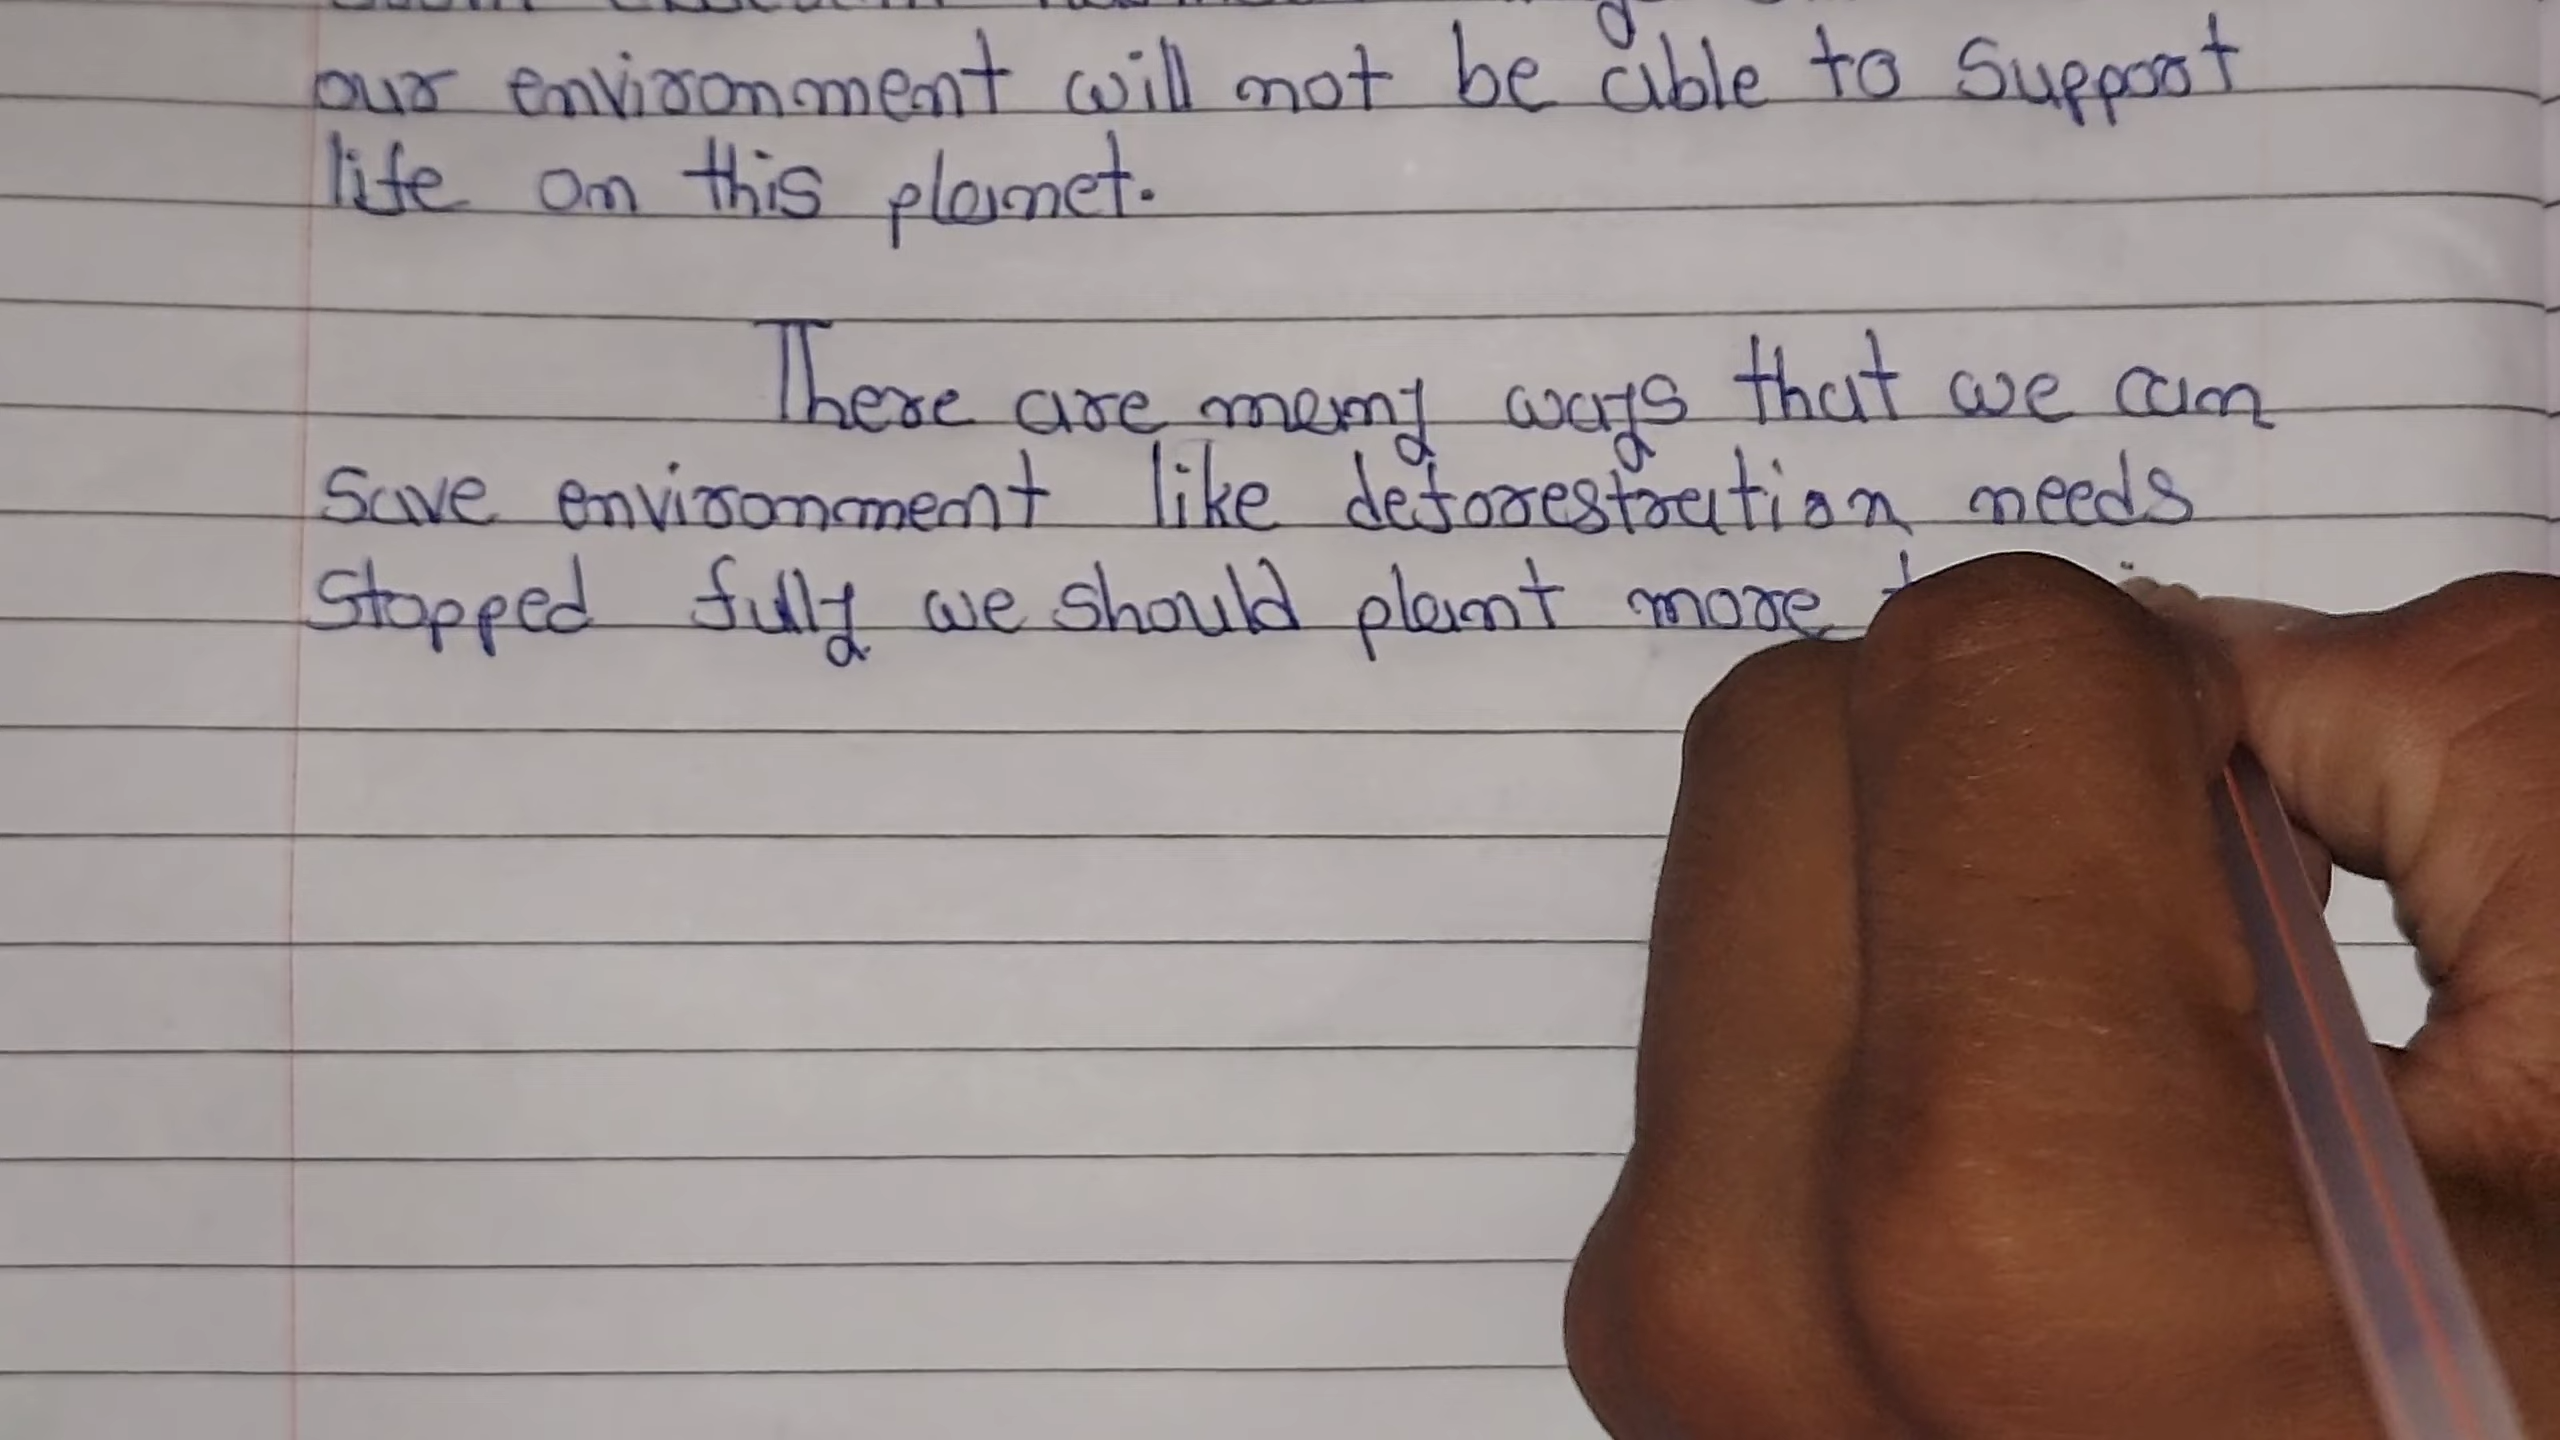 our environment will not be able to support
life on this planet.
There are many ways that we can
Save environment like deforestration needs
Stopped fully we should plant more